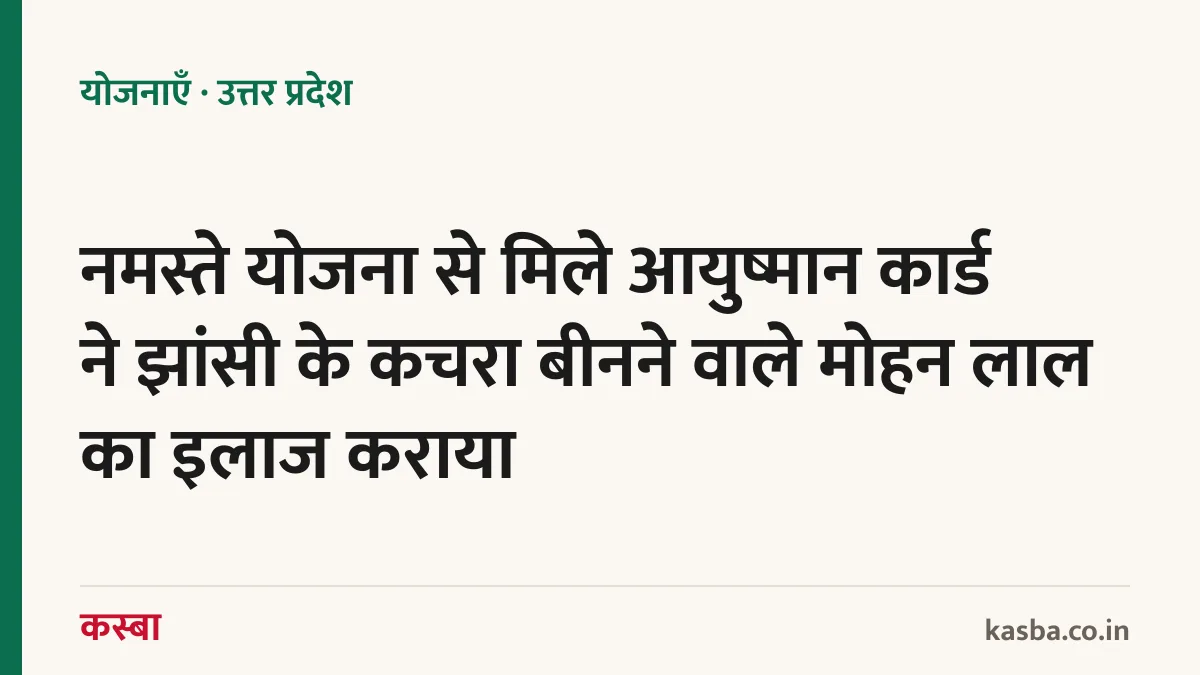 योजनाएँ · उत्तर प्रदेश
नमस्ते योजना से मिले आयुष्मान कार्ड
ने झांसी के कचरा बीनने वाले मोहन लाल
का इलाज कराया
कस्बा
kasba.co.in